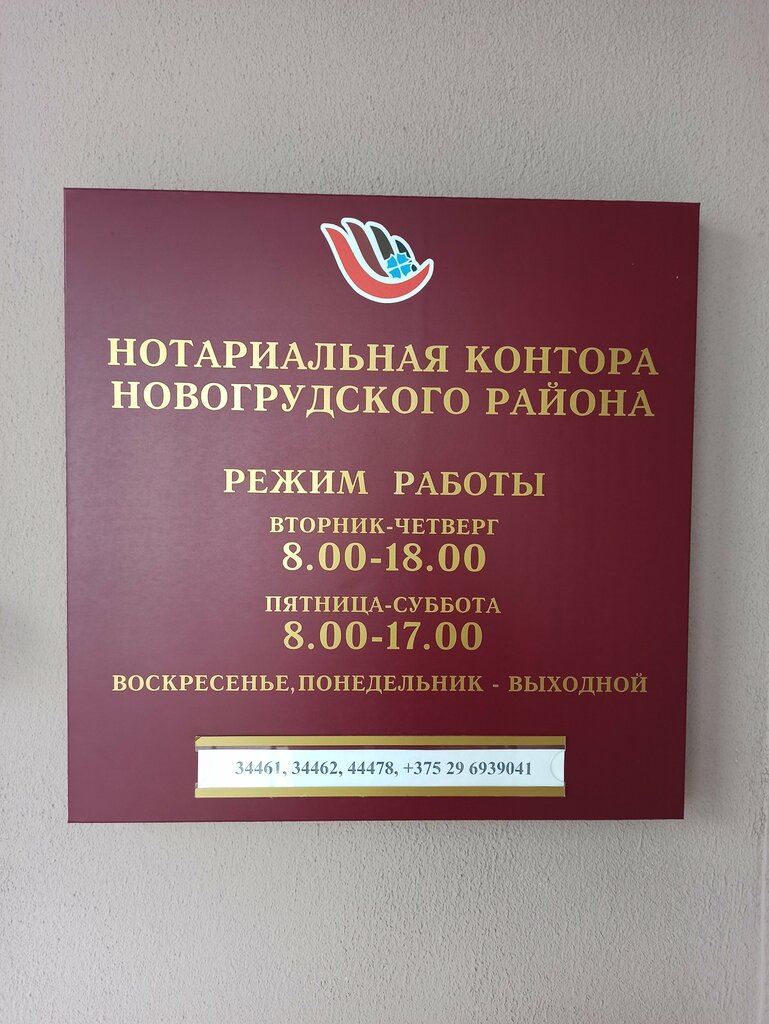 НОТАРИАЛЬНАЯ КОНТОРА
НОВОГРУДСКОГО РАЙОНА
РЕЖИМ РАБОТЫ
ВТОРНИК-ЧЕТВЕРГ
8.00-18.00
ПЯТНИЦА-СУББОТА
8.00-17.00
ВОСКРЕСЕНЬЕ, ПОНЕДЕЛЬНИК - ВЫХОДНОЙ
34461, 34462, 44478, +375 29 6939041